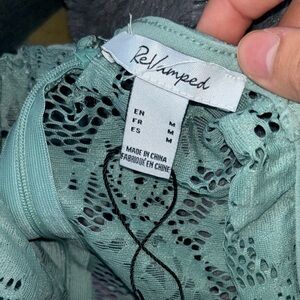 ReVamped
EN M
FR M
ES M
MADE IN CHINA
FABRIQUÉ EN CHINE